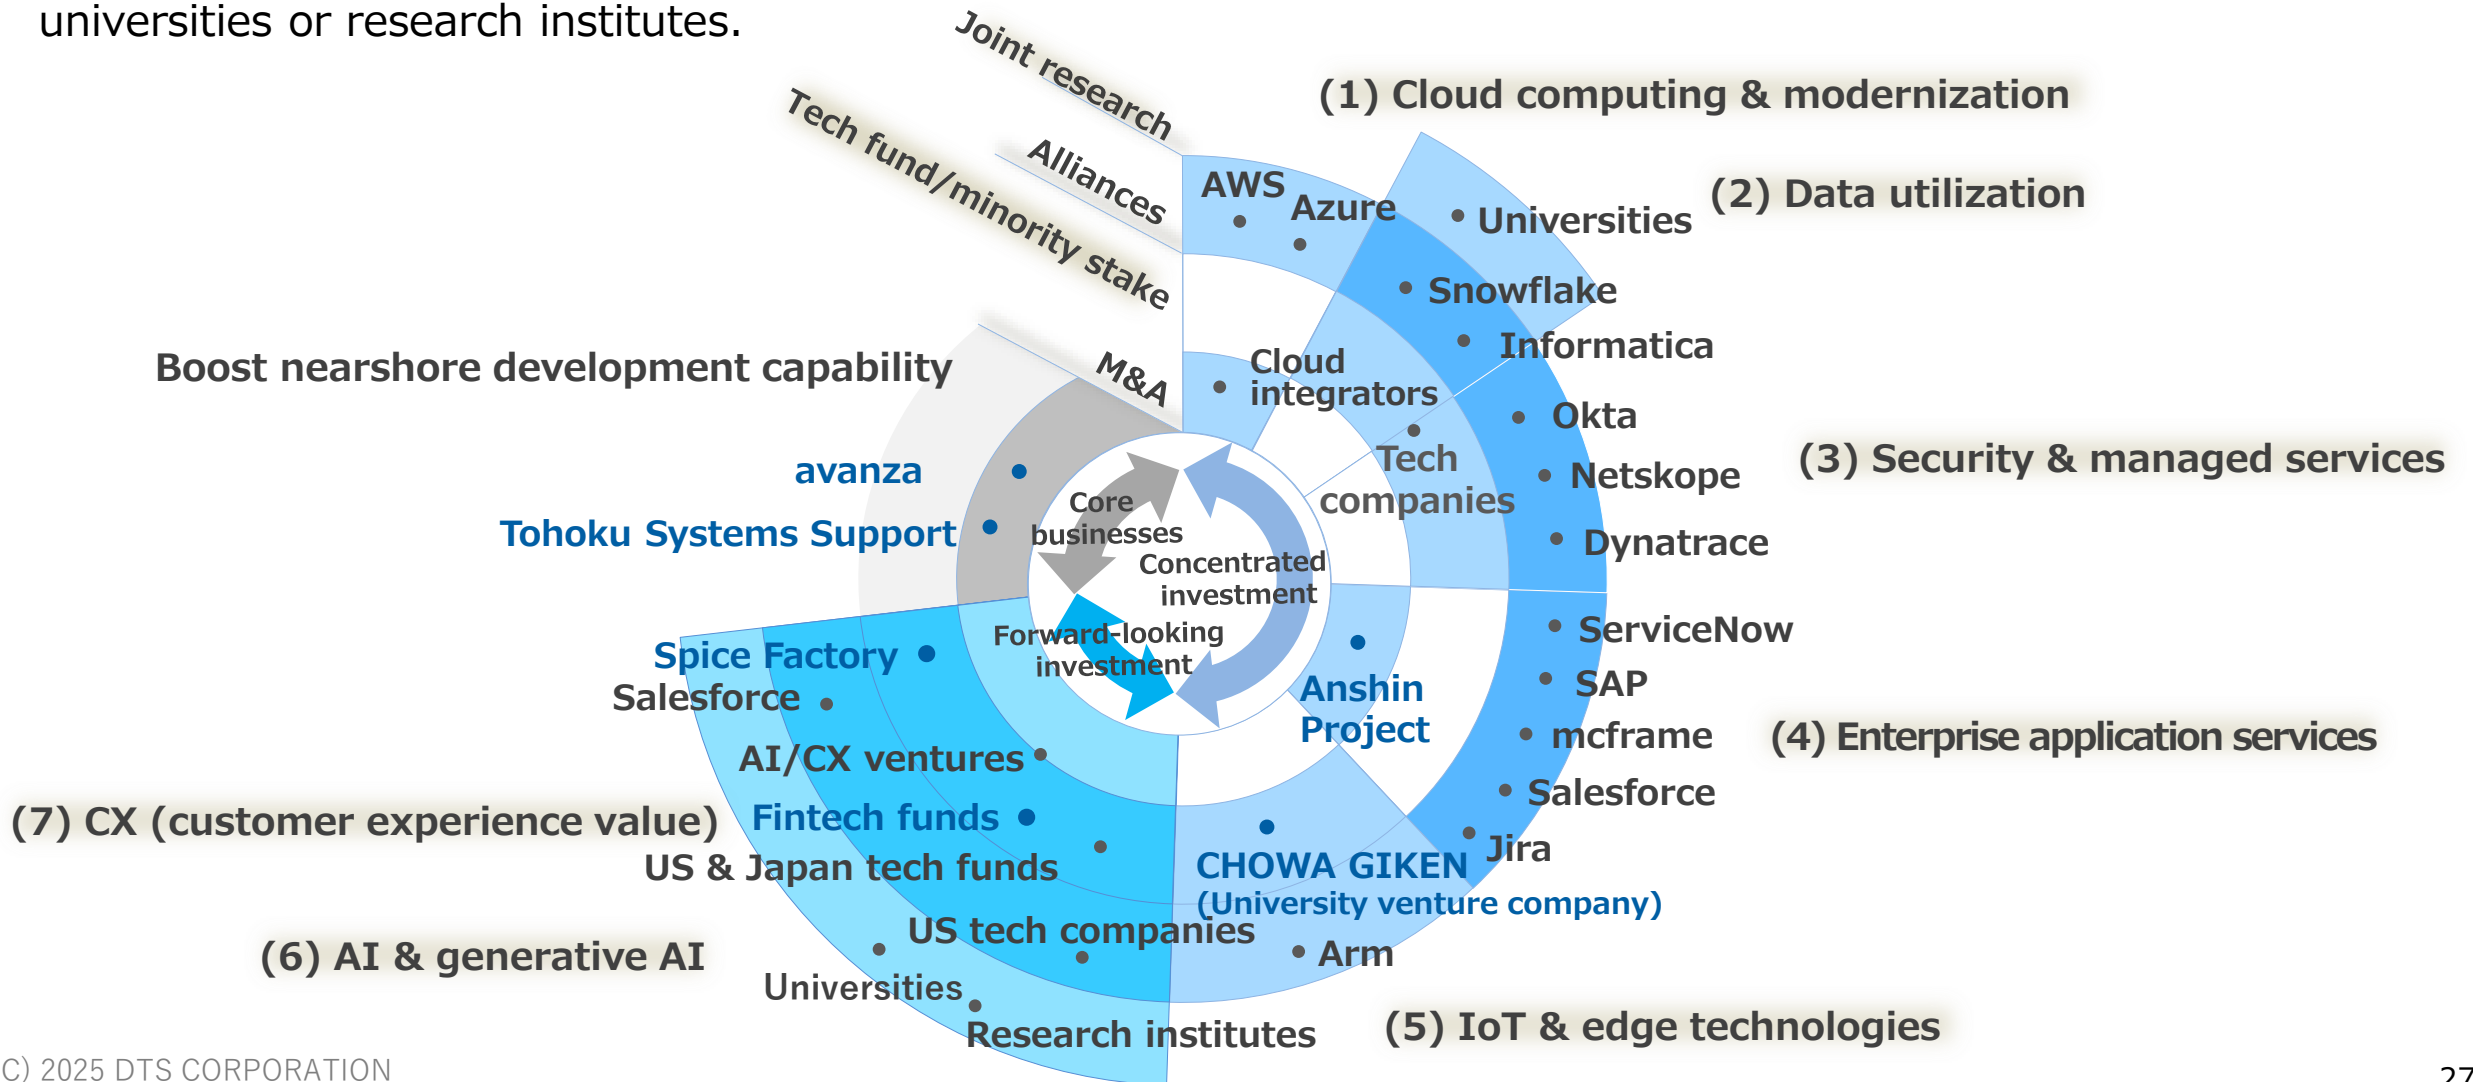 universities or research institutes.
Joint research
Alliances
Tech fund/minority stake
M&A
(1) Cloud computing & modernization
AWS
Azure
Cloud
integrators
(2) Data utilization
Universities
Snowflake
Informatica
Tech
companies
(3) Security & managed services
Okta
Netskope
Dynatrace
(4) Enterprise application services
ServiceNow
SAP
mcframe
Salesforce
Jira
Anshin
Project
(5) IoT & edge technologies
CHOWA GIKEN
(University venture company)
Arm
(6) AI & generative AI
(7) CX (customer experience value)
Spice Factory
Salesforce
AI/CX ventures
Fintech funds
US & Japan tech funds
US tech companies
Universities
Research institutes
Boost nearshore development capability
avanza
Tohoku Systems Support
Core
businesses
Concentrated
investment
Forward-looking
investment
C) 2025 DTS CORPORATION
27